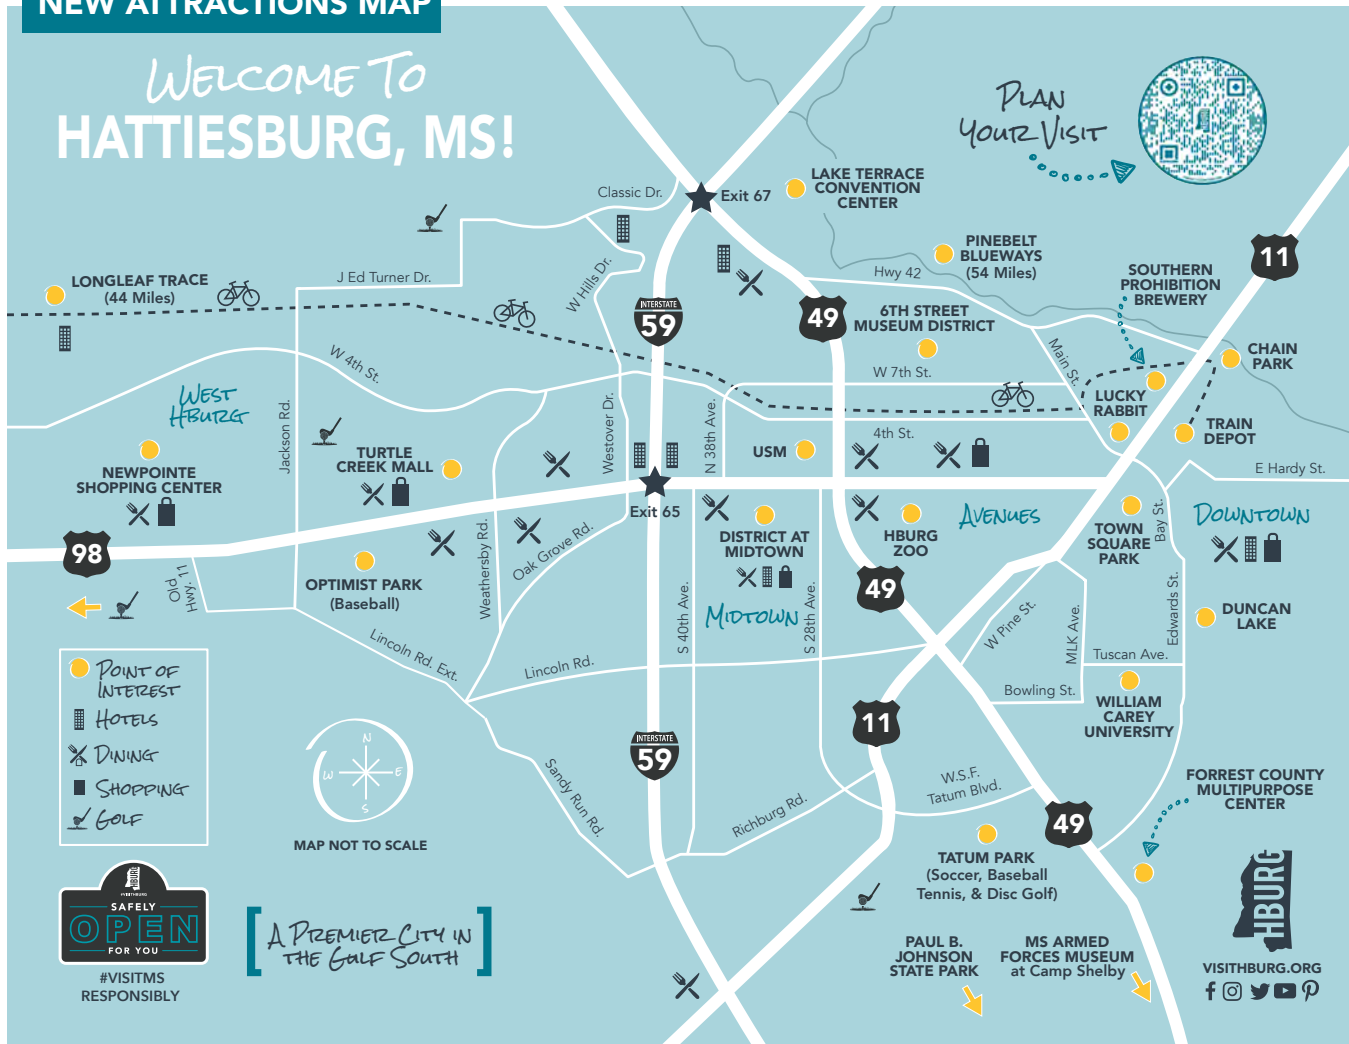 NEW ATTRACTIONS MAP
WELCOME TO
HATTIESBURG, MS!
PLAN
YOUR VISIT
LAKE TERRACE
CONVENTION
CENTER
Classic Dr.
Exit 67
PINEBELT
BLUEWAYS
(54 Miles)
11
SOUTHERN
PROHIBITION
BREWERY
LONGLEAF TRACE
(44 Miles)
J Ed Turner Dr.
W Hills Dr.
Hwy 42
INTERSTATE
59
49
6TH STREET
MUSEUM DISTRICT
Main St.
CHAIN
PARK
W 4th St.
W 7th St.
WEST
HBURG
LUCKY
RABBIT
Jackson Rd.
Westover Dr.
N 38th Ave.
4th St.
TRAIN
DEPOT
TURTLE
CREEK MALL
USM
NEWPOINTE
SHOPPING CENTER
E Hardy St.
Exit 65
AVENUES
DOWNTOWN
Bay St.
TOWN
SQUARE
PARK
DISTRICT AT
MIDTOWN
HBURG
ZOO
98
Weathersby Rd.
Oak Grove Rd.
OPTIMIST PARK
(Baseball)
Old
Hwy. 11
49
MIDTOWN
S 40th Ave.
S 28th Ave.
W Pine St.
MLK Ave.
Edwards St.
DUNCAN
LAKE
Lincoln Rd. Ext.
Lincoln Rd.
Tuscan Ave.
Bowling St.
WILLIAM
CAREY
UNIVERSITY
POINT OF
INTEREST
HOTELS
DINING
SHOPPING
GOLF
N
W
E
S
MAP NOT TO SCALE
INTERSTATE
59
11
Sandy Run Rd.
Richburg Rd.
W.S.F.
Tatum Blvd.
FORREST COUNTY
MULTIPURPOSE
CENTER
49
TATUM PARK
(Soccer, Baseball
Tennis, & Disc Golf)
HBURG
#VISITHBURG
SAFELY
OPEN
FOR YOU
#VISITMS
RESPONSIBLY
A PREMIER CITY IN
THE GULF SOUTH
PAUL B.
JOHNSON
STATE PARK
MS ARMED
FORCES MUSEUM
at Camp Shelby
HBURG
VISITHBURG.ORG